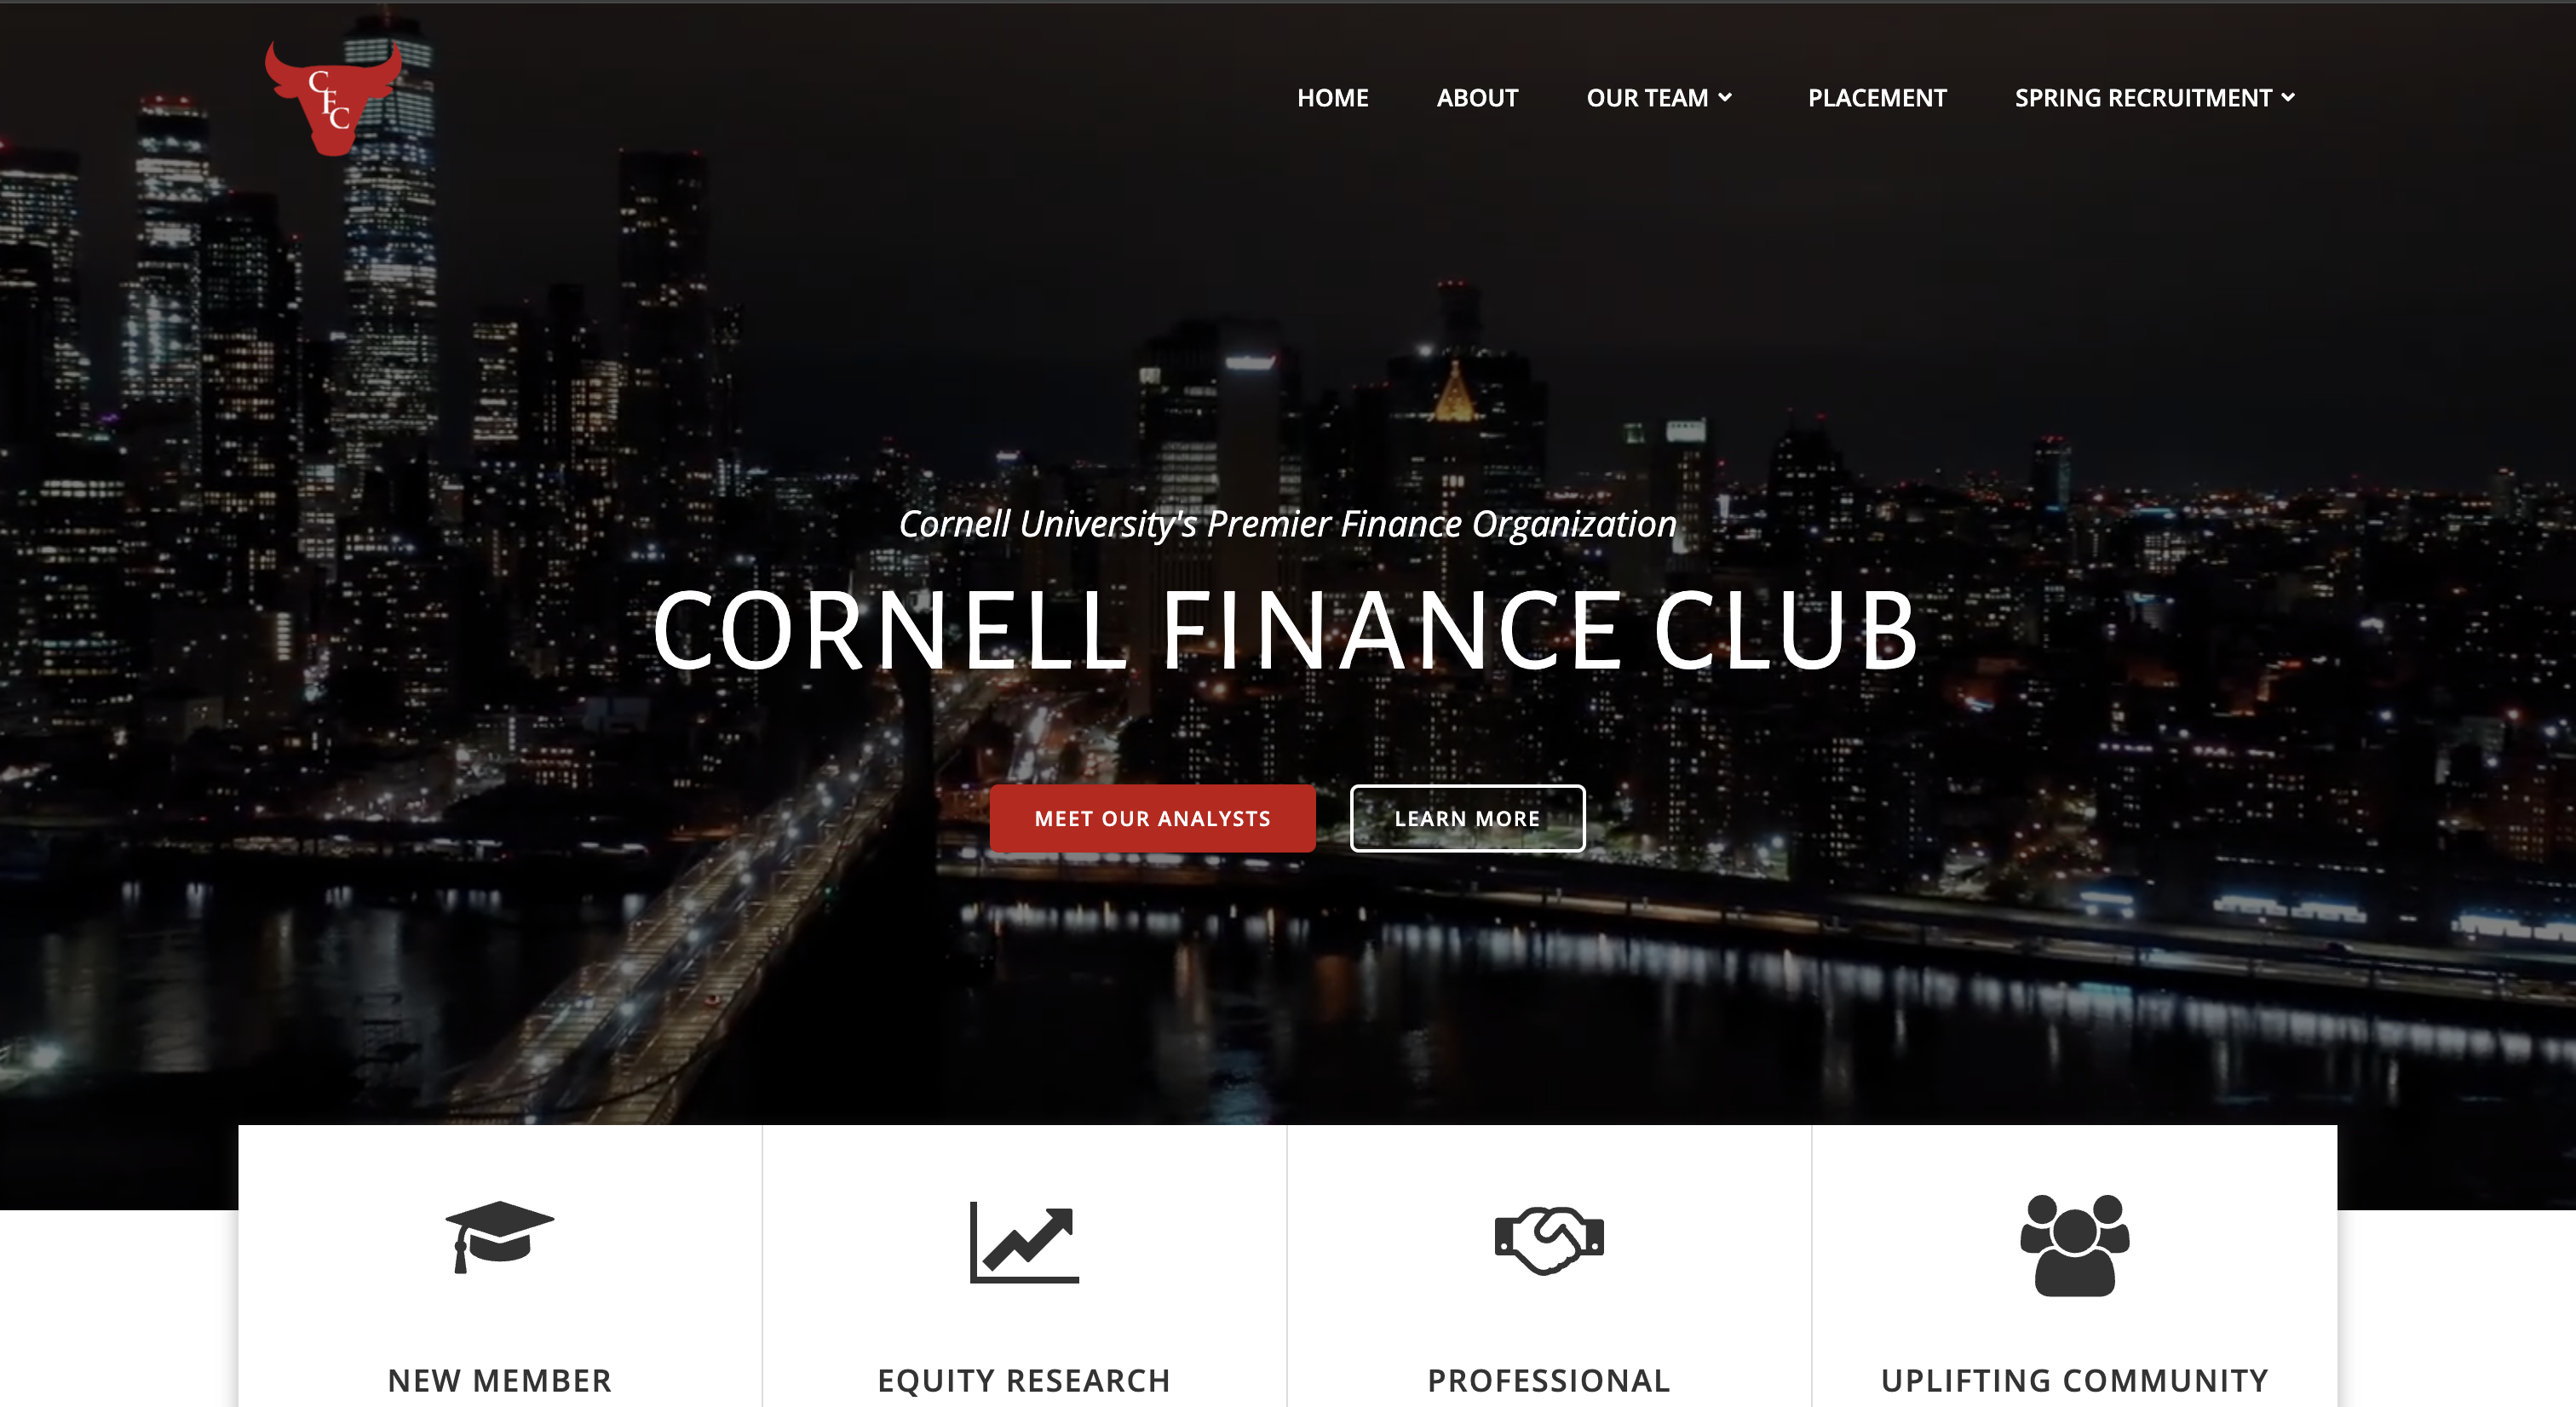 CFC
HOME ABOUT OUR TEAM PLACEMENT SPRING RECRUITMENT
Cornell University's Premier Finance Organization
CORNELL FINANCE CLUB
MEET OUR ANALYSTS LEARN MORE
NEW MEMBER EQUITY RESEARCH PROFESSIONAL UPLIFTING COMMUNITY